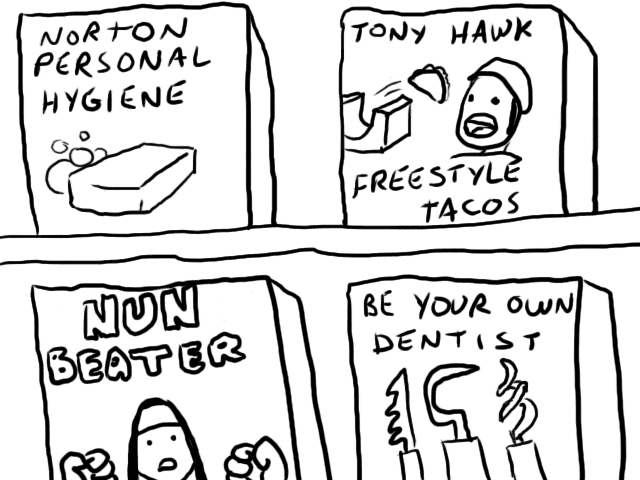 NORTON
PERSONAL
HYGIENE
TONY HAWK
FREESTYLE
TACOS
NUN
BEATER
BE YOUR OWN
DENTIST